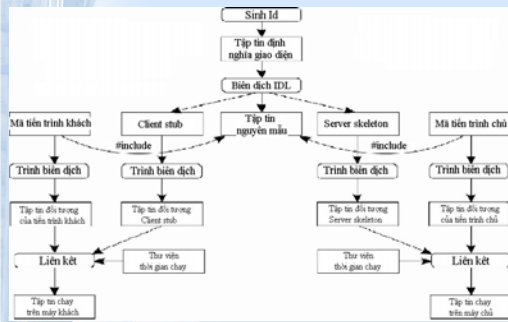 Sinh Id
Tập tin định
nghĩa giao diện
Biên dịch IDL
Mã tiến trình khách
Client stub
Tập tin
nguyên mẫu
Server skeleton
Mã tiến trình chủ
#include
#include
Trình biên dịch
Trình biên dịch
Trình biên dịch
Trình biên dịch
Tập tin đối tượng
của tiến trình khách
Tập tin đối tượng
Client stub
Tập tin đối tượng
Server skeleton
Tập tin đối tượng
của tiến trình chủ
Liên kết
Thư viện
thời gian chạy
Thư viện
thời gian chạy
Liên kết
Tập tin chạy
trên máy khách
Tập tin chạy
trên máy chủ